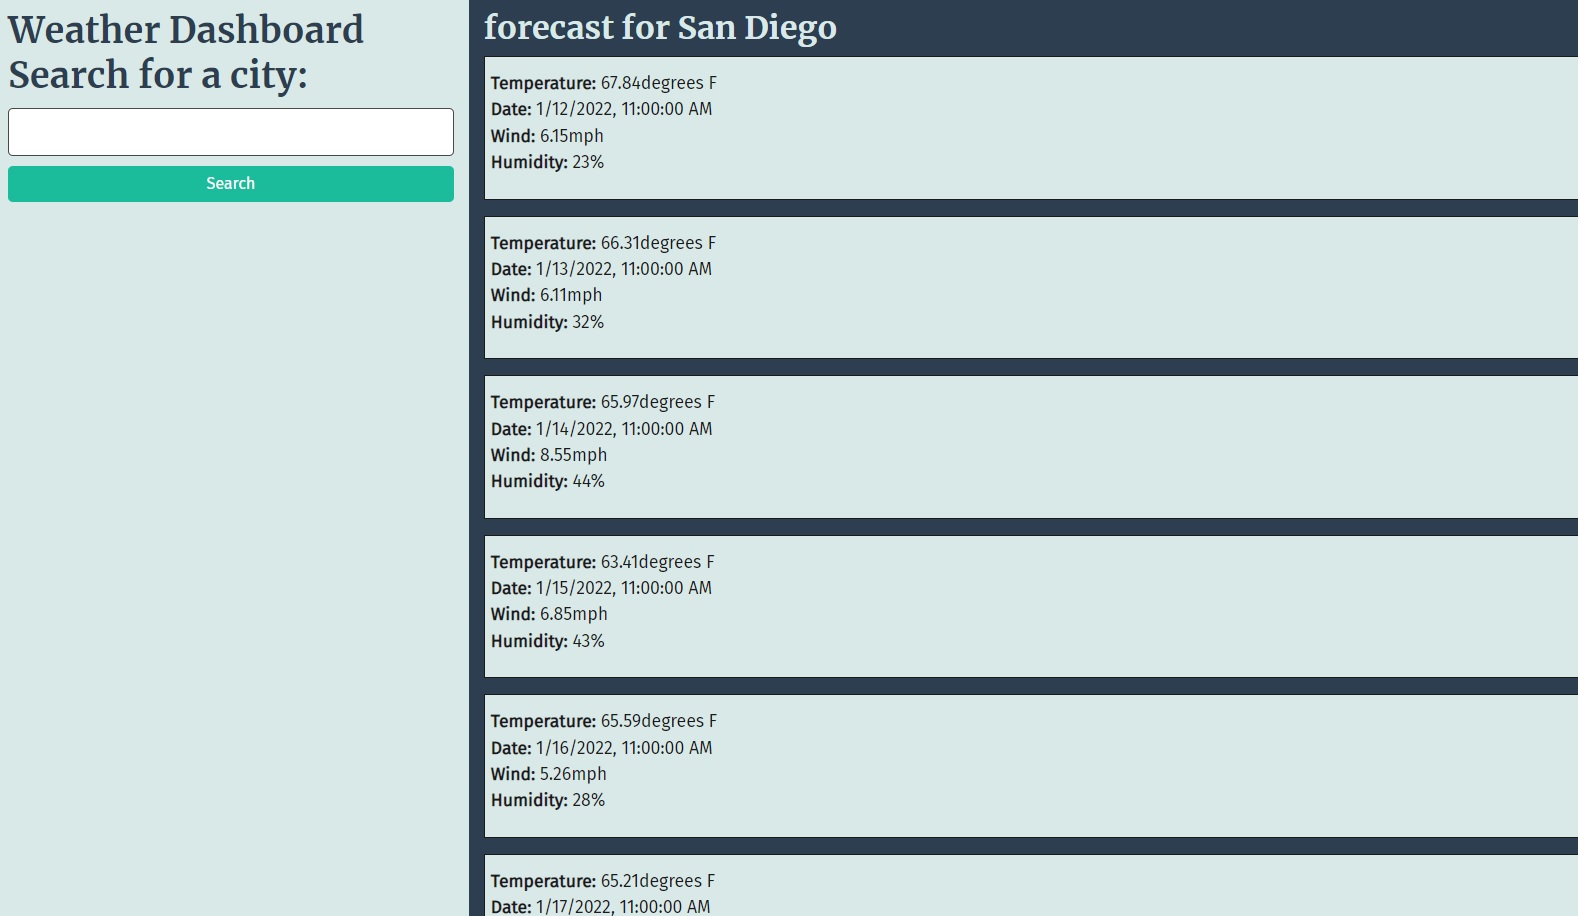 Weather Dashboard
Search for a city:
Search
forecast for San Diego
Temperature: 67.84degrees F
Date: 1/12/2022, 11:00:00 AM
Wind: 6.15mph
Humidity: 23%
Temperature: 66.31degrees F
Date: 1/13/2022, 11:00:00 AM
Wind: 6.11mph
Humidity: 32%
Temperature: 65.97degrees F
Date: 1/14/2022, 11:00:00 AM
Wind: 8.55mph
Humidity: 44%
Temperature: 63.41degrees F
Date: 1/15/2022, 11:00:00 AM
Wind: 6.85mph
Humidity: 43%
Temperature: 65.59degrees F
Date: 1/16/2022, 11:00:00 AM
Wind: 5.26mph
Humidity: 28%
Temperature: 65.21degrees F
Date: 1/17/2022, 11:00:00 AM